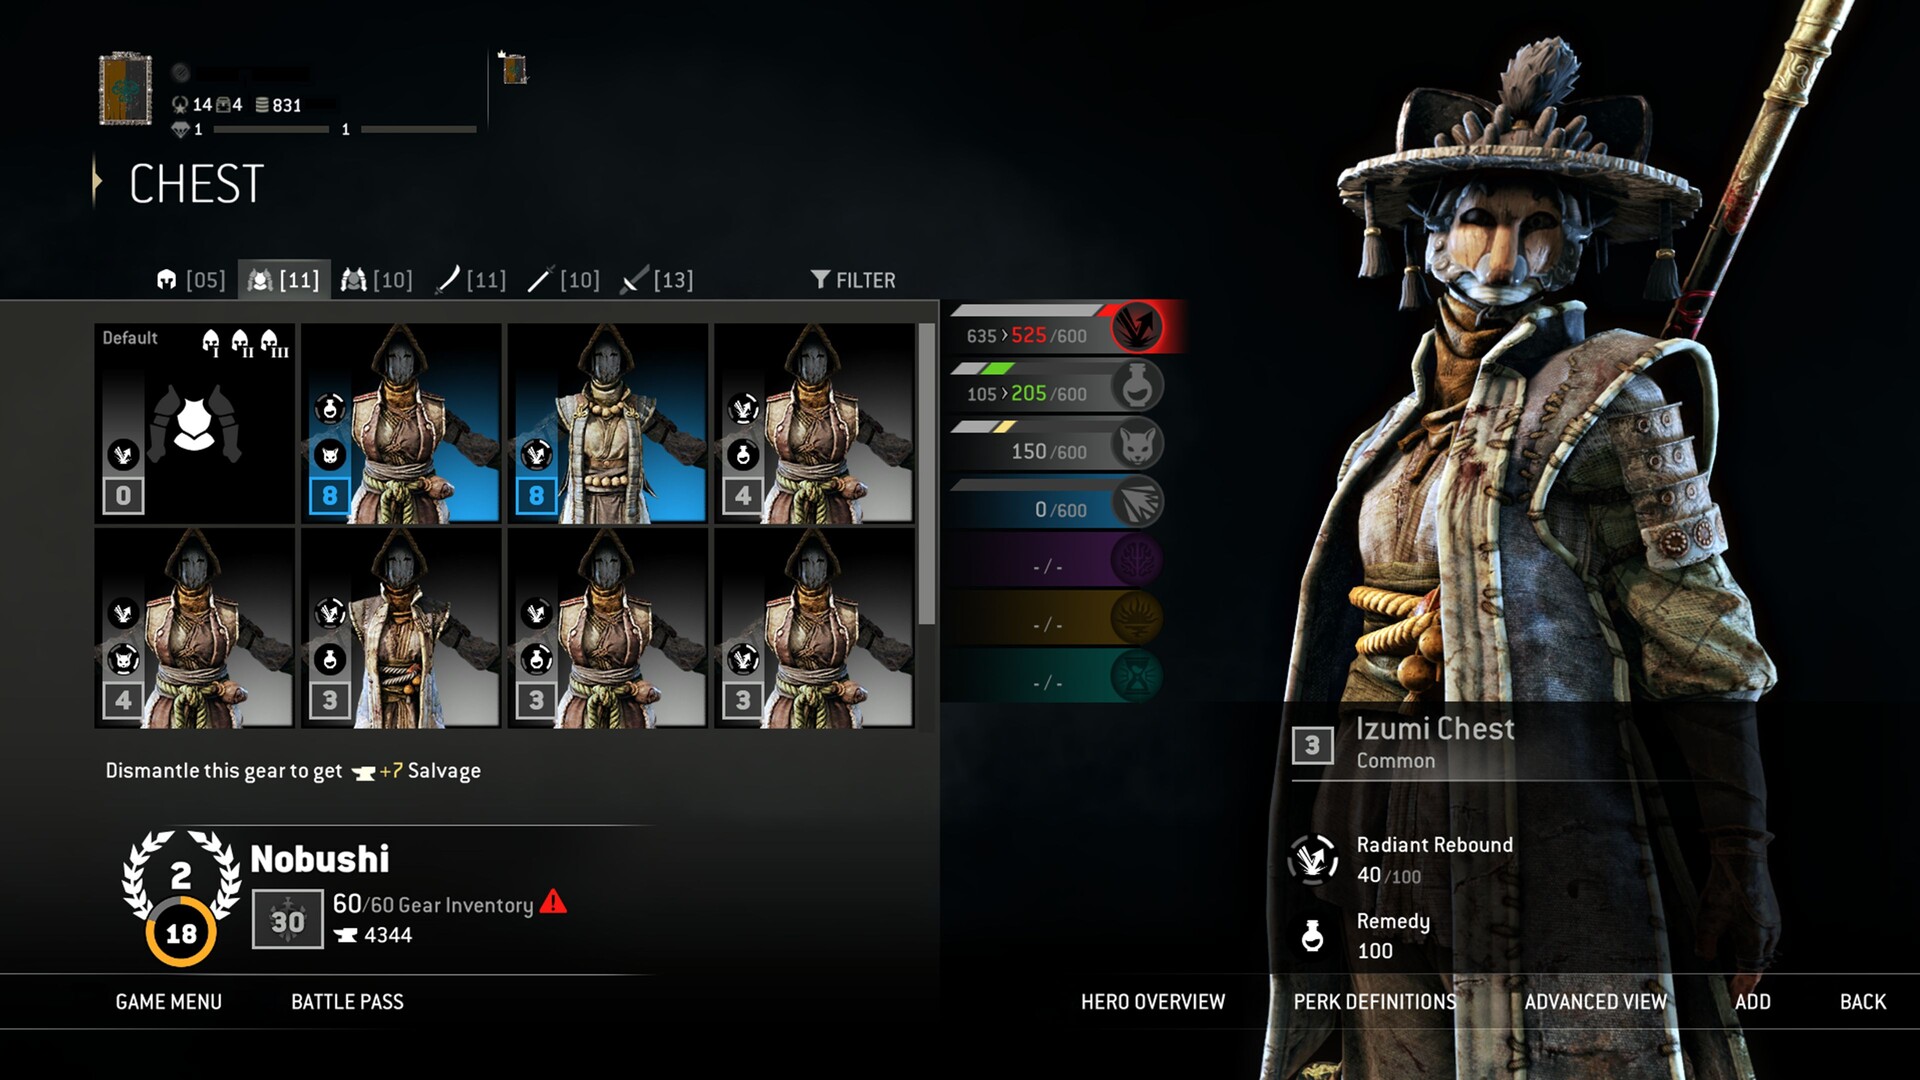 14 4 831
1 1
CHEST
[05] [11] [10] [11] [10] [13] FILTER
Default I II III
0 8 8 4
4 3 3 3
635 › 525 /600
105 › 205 /600
150 /600
0 /600
- / -
- / -
- / -
Dismantle this gear to get +7 Salvage
2
18
Nobushi
30
60/60 Gear Inventory
4344
3
Izumi Chest
Common
Radiant Rebound
40 /100
Remedy
100
GAME MENU BATTLE PASS HERO OVERVIEW PERK DEFINITIONS ADVANCED VIEW ADD BACK